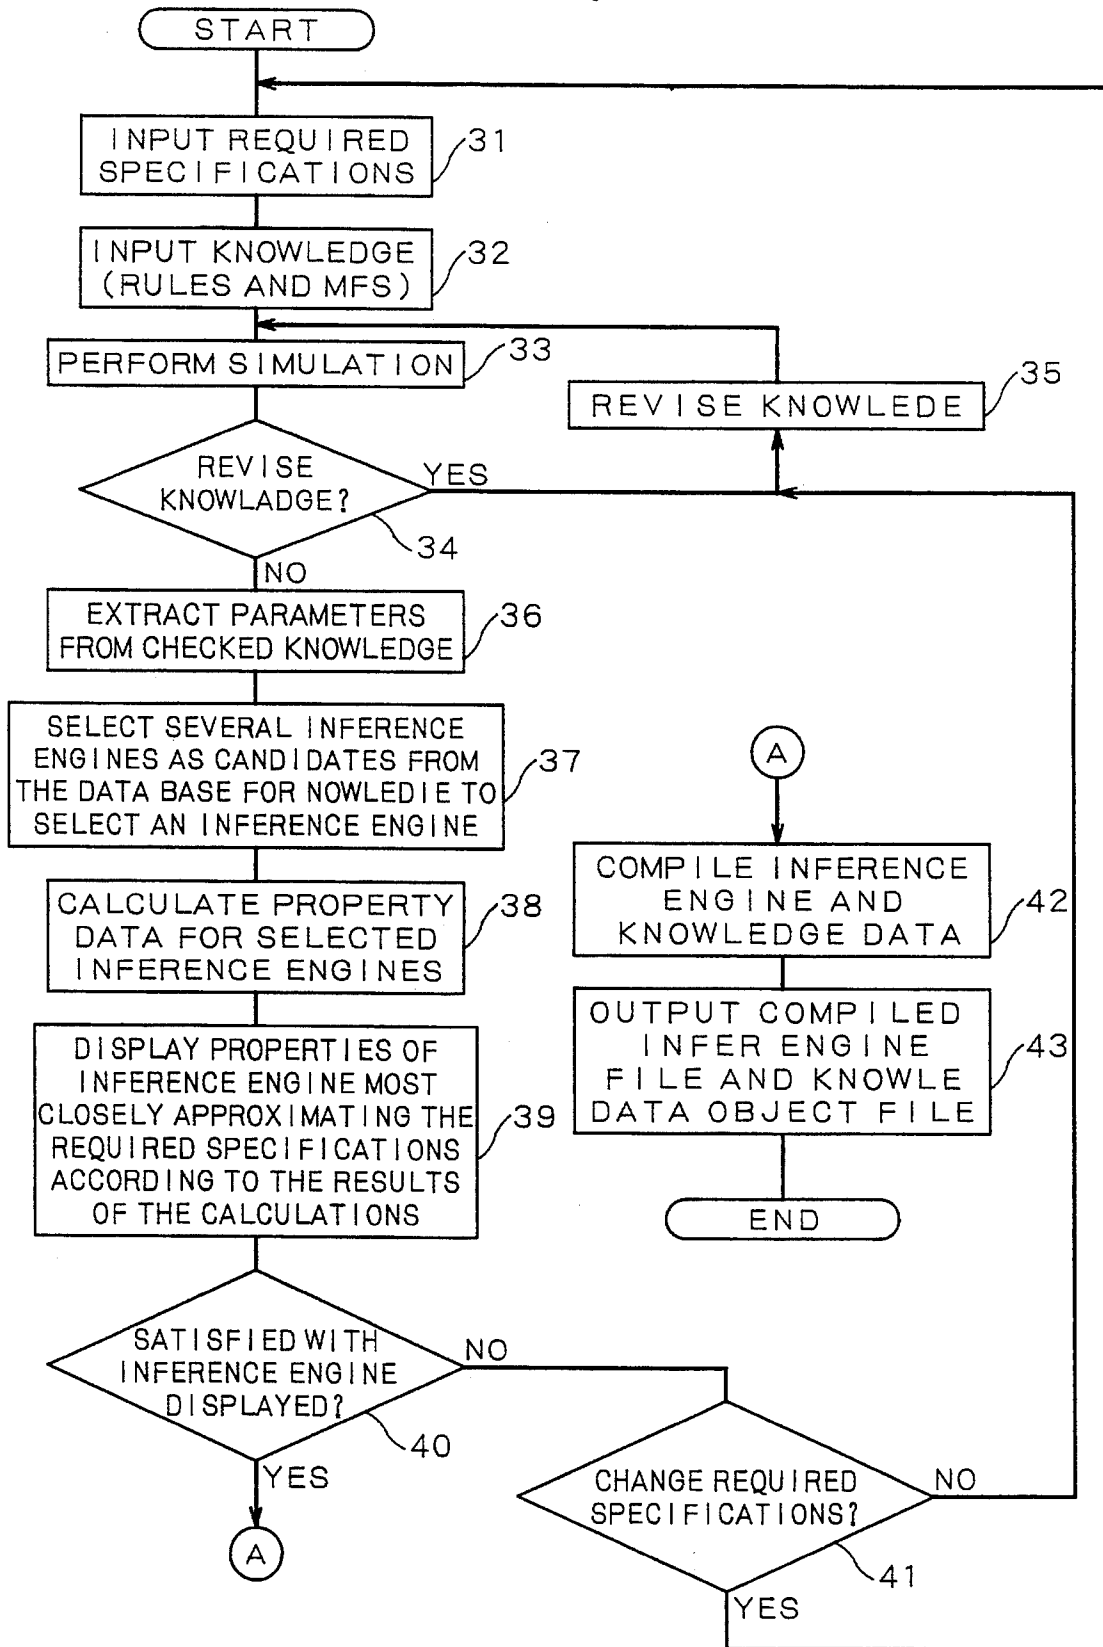 START
INPUT REQUIRED
SPECIFICATIONS
31
INPUT KNOWLEDGE
(RULES AND MFS)
32
PERFORM SIMULATION
33
REVISE KNOWLEDE
35
REVISE
KNOWLADGE?
YES
34
NO
EXTRACT PARAMETERS
FROM CHECKED KNOWLEDGE
36
SELECT SEVERAL INFERENCE
ENGINES AS CANDIDATES FROM
THE DATA BASE FOR NOWLEDIE TO
SELECT AN INFERENCE ENGINE
37
CALCULATE PROPERTY
DATA FOR SELECTED
INFERENCE ENGINES
38
DISPLAY PROPERTIES OF
INFERENCE ENGINE MOST
CLOSELY APPROXIMATING THE
REQUIRED SPECIFICATIONS
ACCORDING TO THE RESULTS
OF THE CALCULATIONS
39
SATISFIED WITH
INFERENCE ENGINE
DISPLAYED?
NO
40
YES
A
CHANGE REQUIRED
SPECIFICATIONS?
NO
41
YES
A
COMPILE INFERENCE
ENGINE AND
KNOWLEDGE DATA
42
OUTPUT COMPILED
INFER ENGINE
FILE AND KNOWLE
DATA OBJECT FILE
43
END